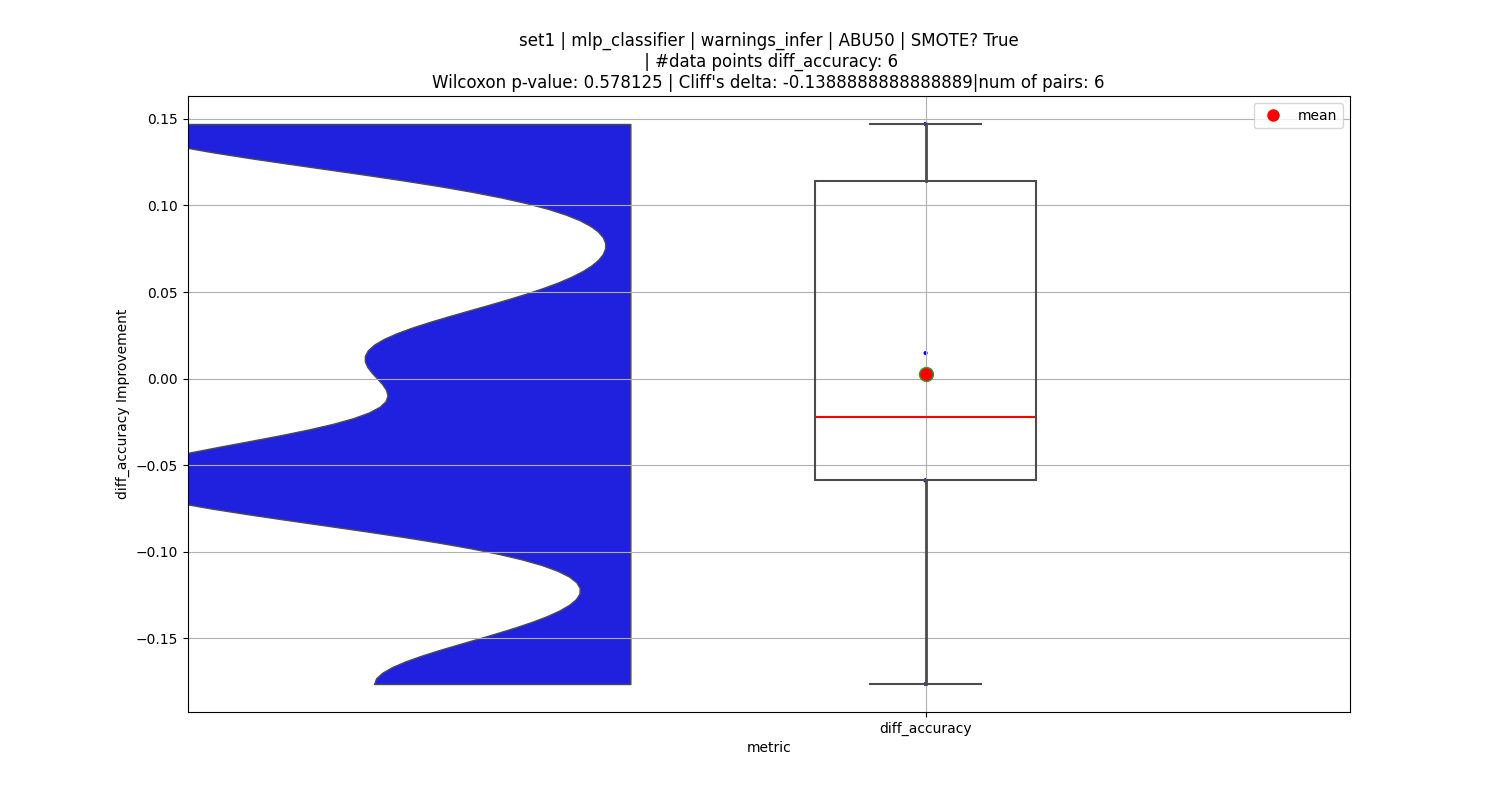 set1 | mlp_classifier | warnings_infer | ABU50 | SMOTE? True
| #data points diff_accuracy: 6
Wilcoxon p-value: 0.578125 | Cliff's delta: -0.1388888888888889|num of pairs: 6
mean
0.15
0.10
0.05
0.00
−0.05
−0.10
−0.15
diff_accuracy Improvement
diff_accuracy
metric